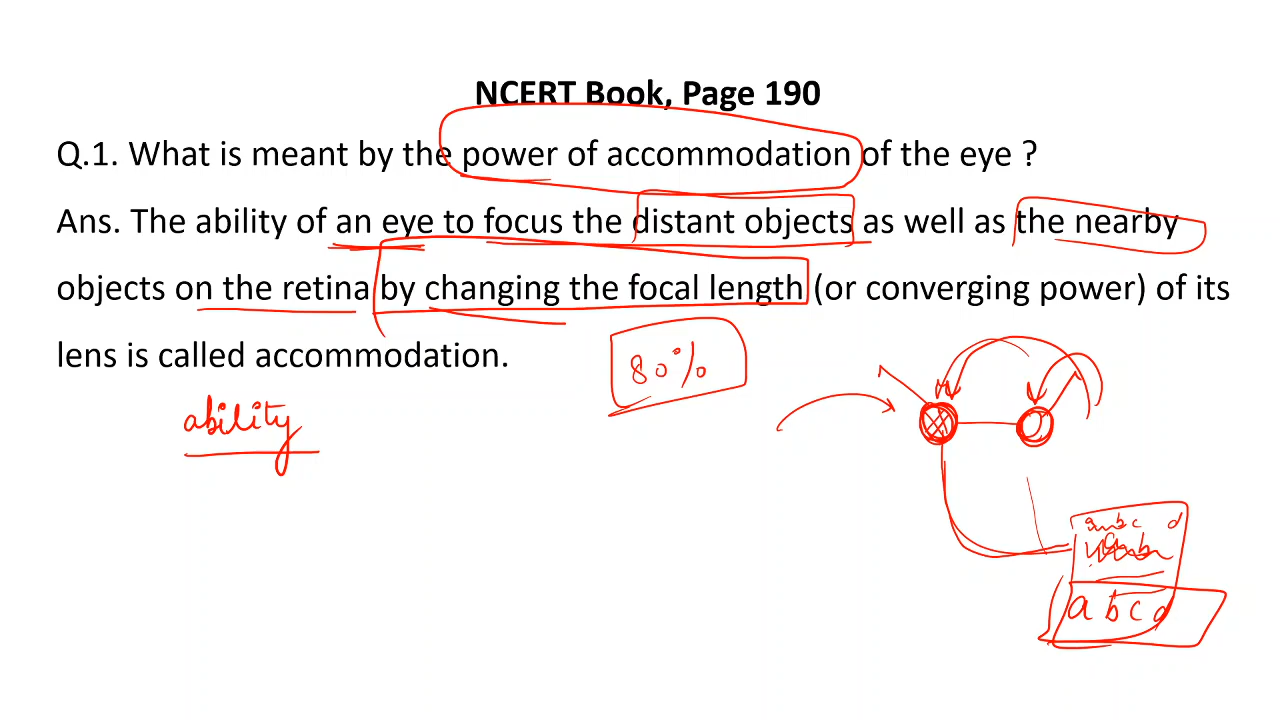 NCERT Book, Page 190
Q.1. What is meant by the power of accommodation of the eye ?
Ans. The ability of an eye to focus the distant objects as well as the nearby
objects on the retina by changing the focal length (or converging power) of its
lens is called accommodation.
80%
ability
a b c d
a b c d